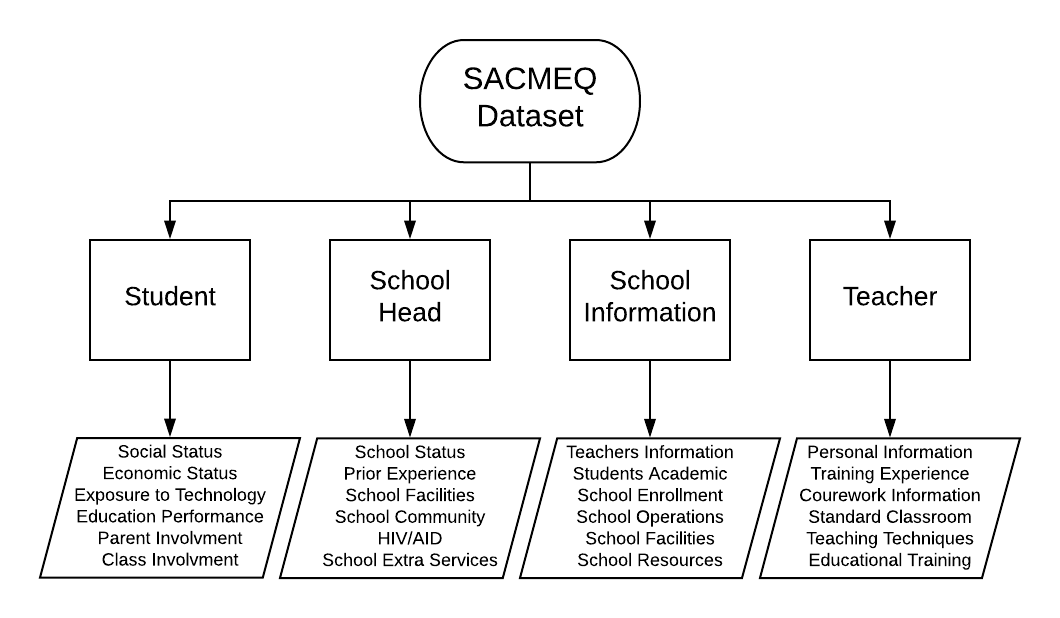 SACMEQ
Dataset
Student
School
Head
School
Information
Teacher
Social Status
Economic Status
Exposure to Technology
Education Performance
Parent Involvment
Class Involvment
School Status
Prior Experience
School Facilities
School Community
HIV/AID
School Extra Services
Teachers Information
Students Academic
School Enrollment
School Operations
School Facilities
School Resources
Personal Information
Training Experience
Courework Information
Standard Classroom
Teaching Techniques
Educational Training